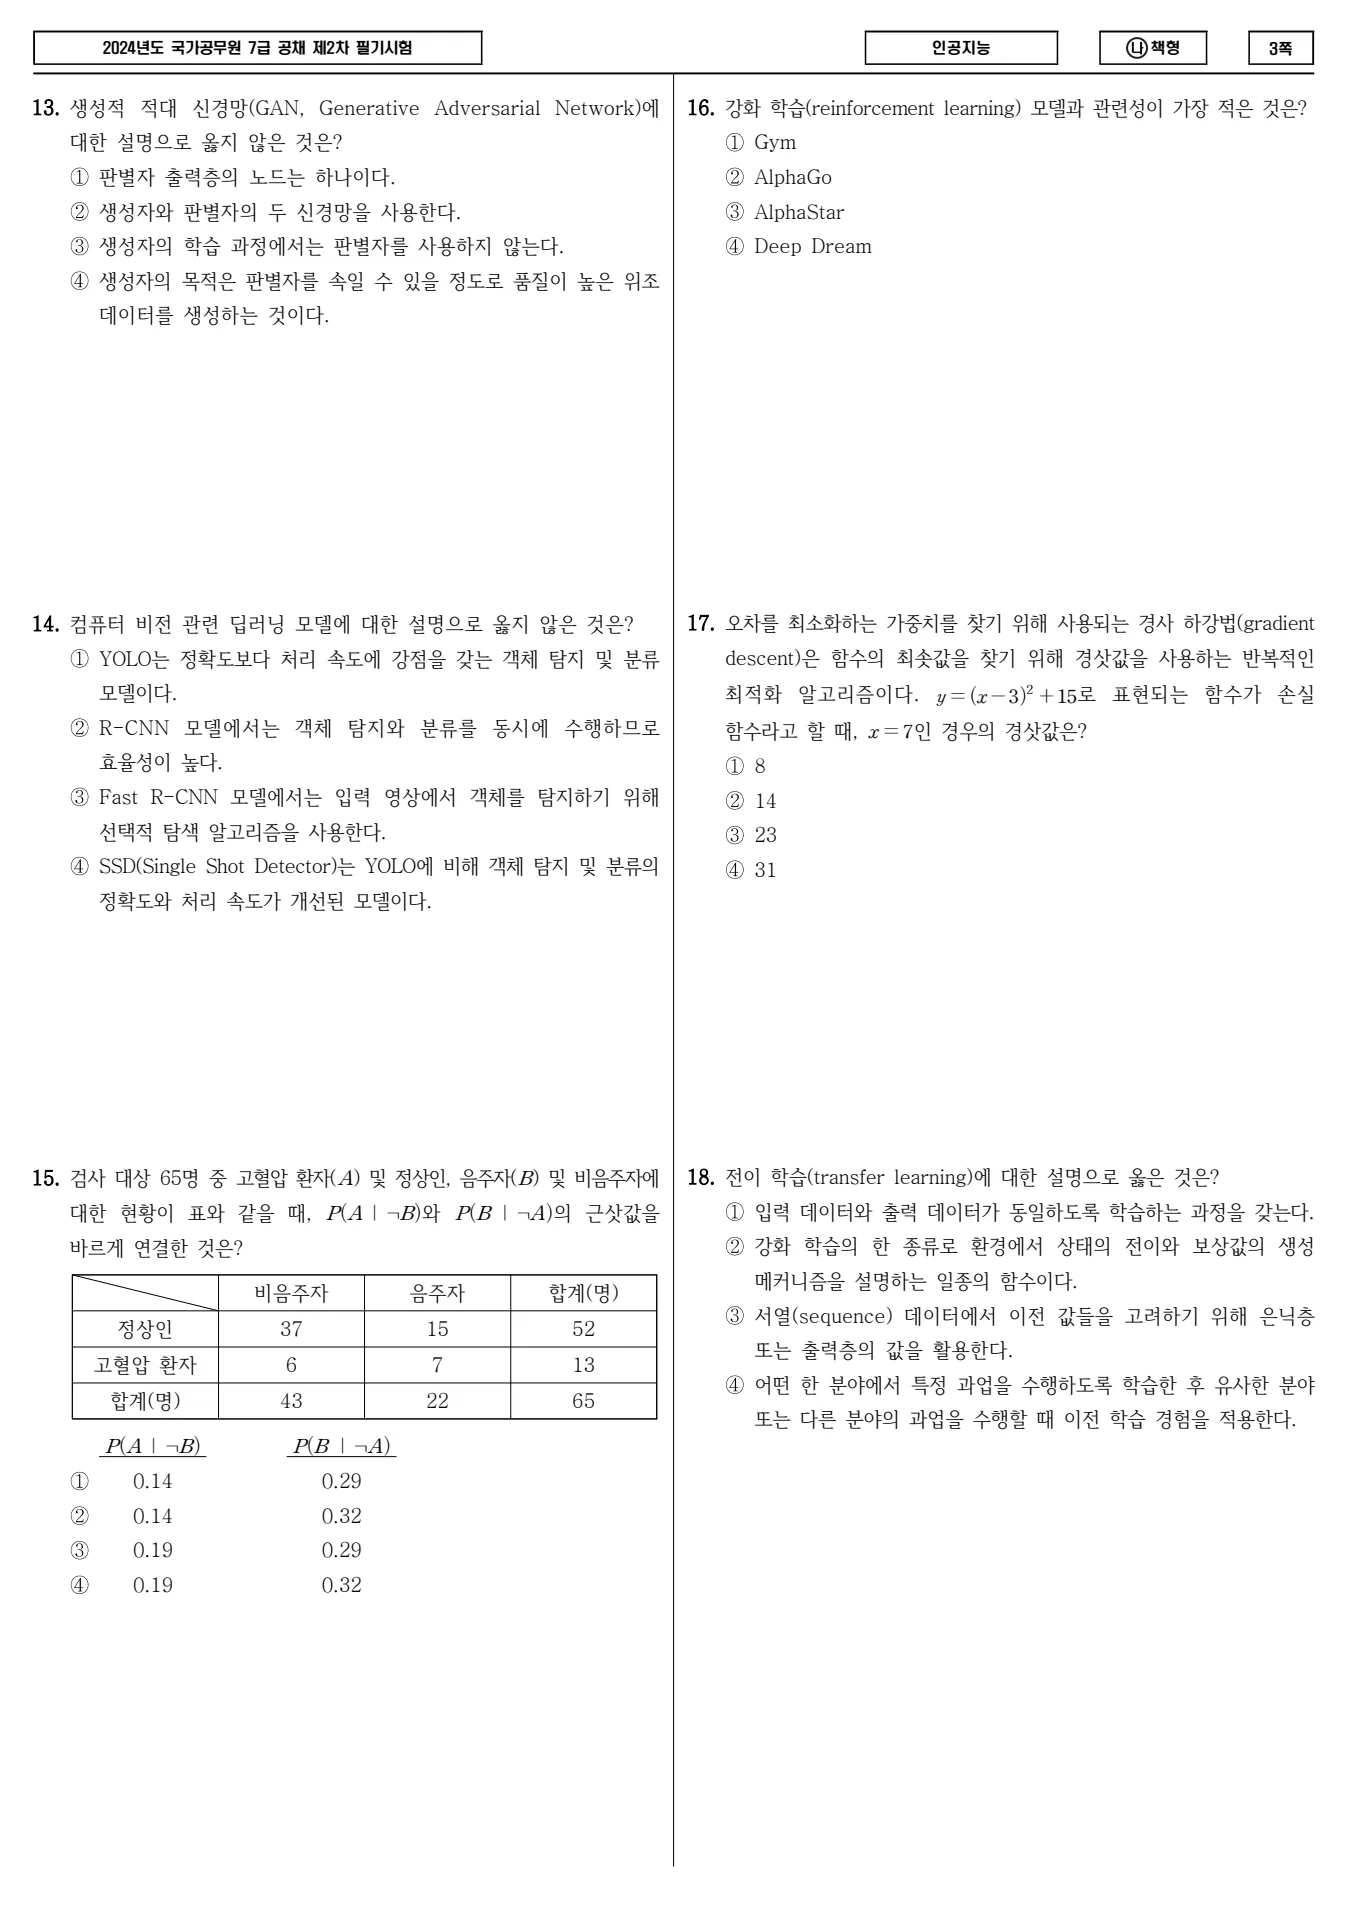 2024년도 국가공무원 7급 공채 제2차 필기시험
인공지능
㉯책형
3쪽
13. 생성적 적대 신경망(GAN, Generative Adversarial Network)에
대한 설명으로 옳지 않은 것은?
① 판별자 출력층의 노드는 하나이다.
② 생성자와 판별자의 두 신경망을 사용한다.
③ 생성자의 학습 과정에서는 판별자를 사용하지 않는다.
④ 생성자의 목적은 판별자를 속일 수 있을 정도로 품질이 높은 위조
데이터를 생성하는 것이다.
14. 컴퓨터 비전 관련 딥러닝 모델에 대한 설명으로 옳지 않은 것은?
① YOLO는 정확도보다 처리 속도에 강점을 갖는 객체 탐지 및 분류
모델이다.
② R-CNN 모델에서는 객체 탐지와 분류를 동시에 수행하므로
효율성이 높다.
③ Fast R-CNN 모델에서는 입력 영상에서 객체를 탐지하기 위해
선택적 탐색 알고리즘을 사용한다.
④ SSD(Single Shot Detector)는 YOLO에 비해 객체 탐지 및 분류의
정확도와 처리 속도가 개선된 모델이다.
15. 검사 대상 65명 중 고혈압 환자(A) 및 정상인, 음주자(B) 및 비음주자에
대한 현황이 표와 같을 때, P(A | ¬B)와 P(B | ¬A)의 근삿값을
바르게 연결한 것은?
비음주자 음주자 합계(명)
정상인 37 15 52
고혈압 환자 6 7 13
합계(명) 43 22 65
P(A | ¬B) P(B | ¬A)
① 0.14 0.29
② 0.14 0.32
③ 0.19 0.29
④ 0.19 0.32
16. 강화 학습(reinforcement learning) 모델과 관련성이 가장 적은 것은?
① Gym
② AlphaGo
③ AlphaStar
④ Deep Dream
17. 오차를 최소화하는 가중치를 찾기 위해 사용되는 경사 하강법(gradient
descent)은 함수의 최솟값을 찾기 위해 경삿값을 사용하는 반복적인
최적화 알고리즘이다. y=(x-3)²+15로 표현되는 함수가 손실
함수라고 할 때, x=7인 경우의 경삿값은?
① 8
② 14
③ 23
④ 31
18. 전이 학습(transfer learning)에 대한 설명으로 옳은 것은?
① 입력 데이터와 출력 데이터가 동일하도록 학습하는 과정을 갖는다.
② 강화 학습의 한 종류로 환경에서 상태의 전이와 보상값의 생성
메커니즘을 설명하는 일종의 함수이다.
③ 서열(sequence) 데이터에서 이전 값들을 고려하기 위해 은닉층
또는 출력층의 값을 활용한다.
④ 어떤 한 분야에서 특정 과업을 수행하도록 학습한 후 유사한 분야
또는 다른 분야의 과업을 수행할 때 이전 학습 경험을 적용한다.